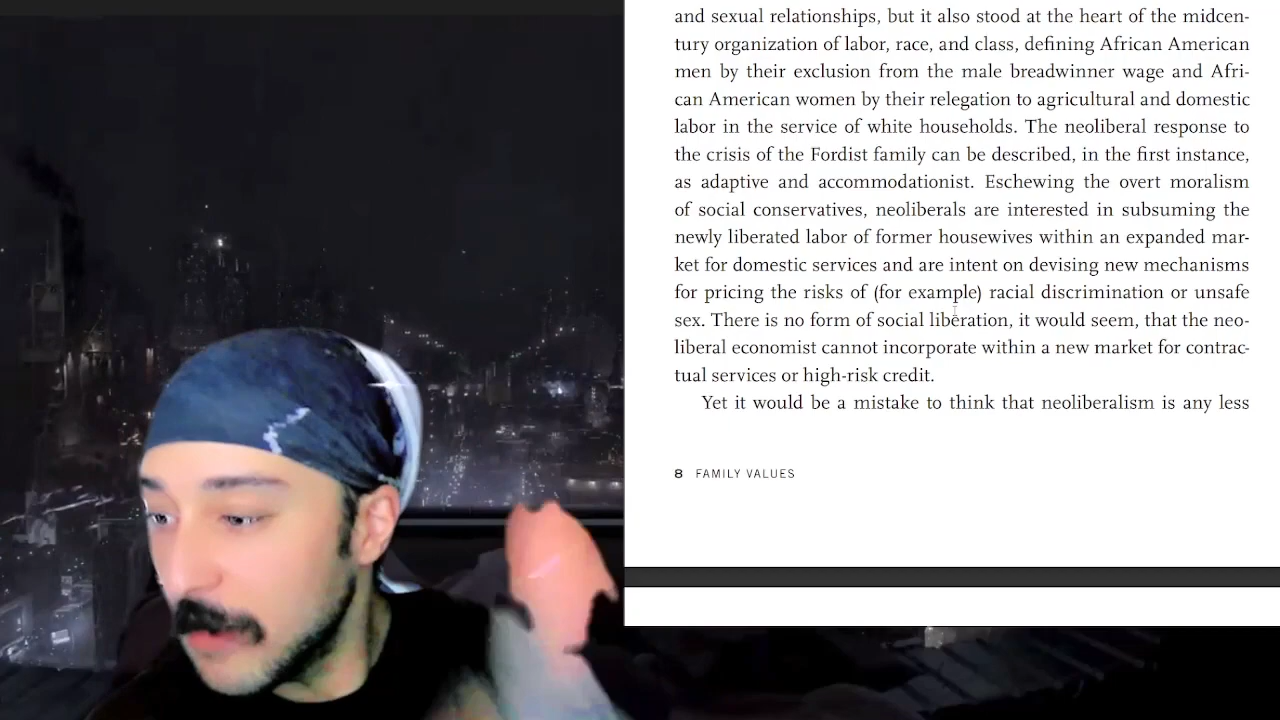 and sexual relationships, but it also stood at the heart of the midcen-
tury organization of labor, race, and class, defining African American
men by their exclusion from the male breadwinner wage and Afri-
can American women by their relegation to agricultural and domestic
labor in the service of white households. The neoliberal response to
the crisis of the Fordist family can be described, in the first instance,
as adaptive and accommodationist. Eschewing the overt moralism
of social conservatives, neoliberals are interested in subsuming the
newly liberated labor of former housewives within an expanded mar-
ket for domestic services and are intent on devising new mechanisms
for pricing the risks of (for example) racial discrimination or unsafe
sex. There is no form of social liberation, it would seem, that the neo-
liberal economist cannot incorporate within a new market for contrac-
tual services or high-risk credit.
Yet it would be a mistake to think that neoliberalism is any less
8 FAMILY VALUES